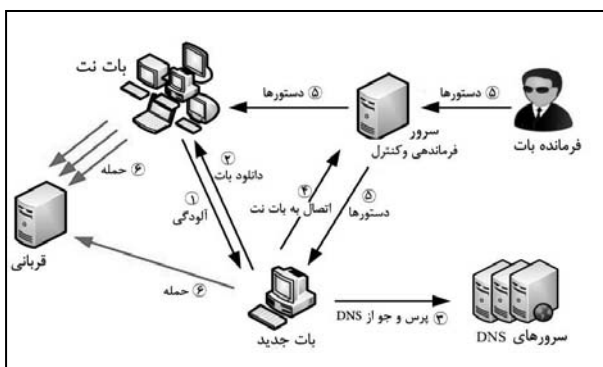 بات نت
⑤ دستورها
⑤ دستورها
سرور
فرماندهی وکنترل
فرمانده بات
⑥ حمله
② دانلود بات
① آلودگی
④ اتصال به بات نت
⑤ دستورها
قربانی
⑥ حمله
بات جدید
③ پرس و جو از DNS
سرورهای DNS